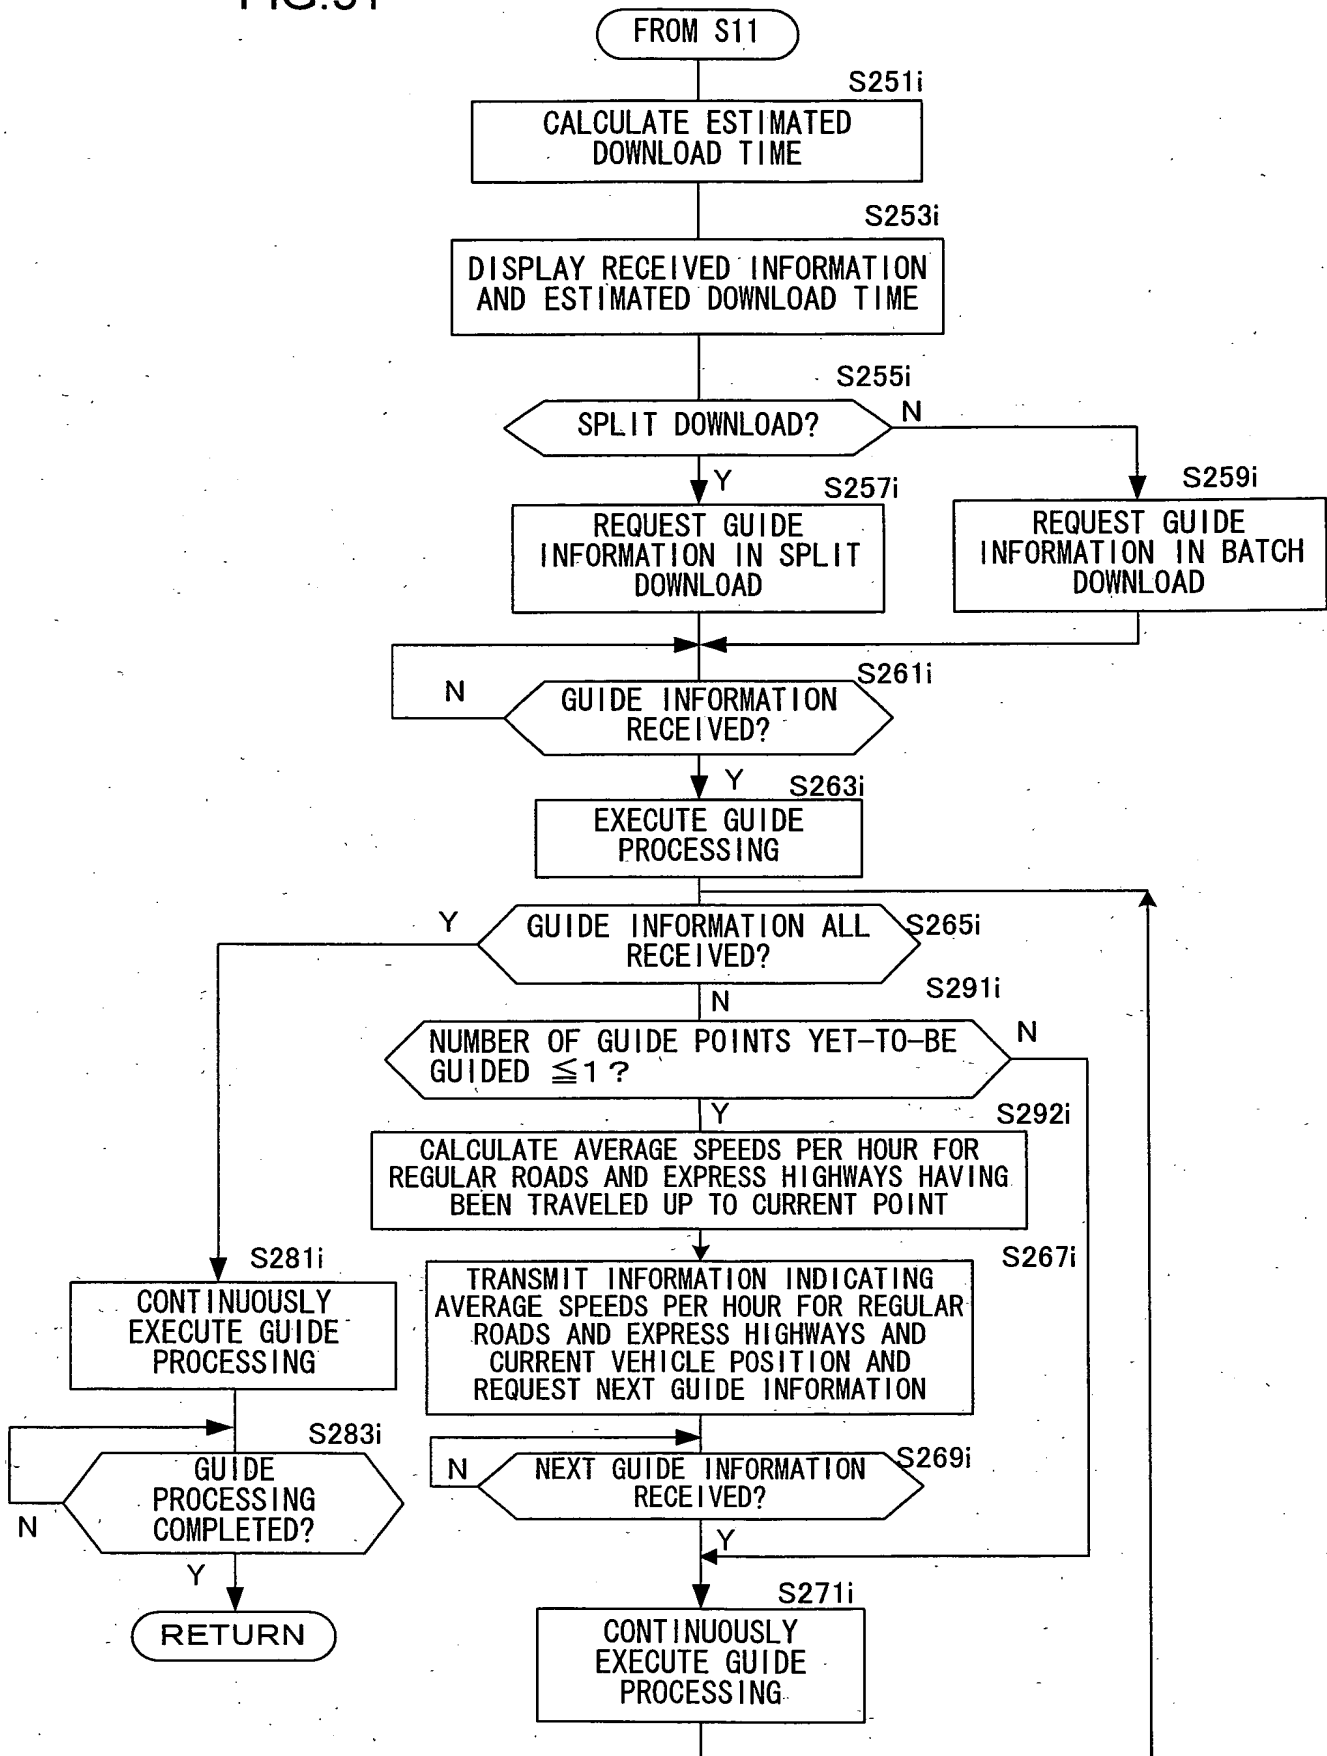 FIG.31
FROM S11
S251i
CALCULATE ESTIMATED
DOWNLOAD TIME
S253i
DISPLAY RECEIVED INFORMATION
AND ESTIMATED DOWNLOAD TIME
S255i
SPLIT DOWNLOAD?
N
Y
S257i
S259i
REQUEST GUIDE
INFORMATION IN SPLIT
DOWNLOAD
REQUEST GUIDE
INFORMATION IN BATCH
DOWNLOAD
S261i
N
GUIDE INFORMATION
RECEIVED?
Y
S263i
EXECUTE GUIDE
PROCESSING
Y
GUIDE INFORMATION ALL
RECEIVED?
S265i
N
S291i
NUMBER OF GUIDE POINTS YET-TO-BE
GUIDED ≦1?
N
Y
S292i
CALCULATE AVERAGE SPEEDS PER HOUR FOR
REGULAR ROADS AND EXPRESS HIGHWAYS HAVING
BEEN TRAVELED UP TO CURRENT POINT
S267i
TRANSMIT INFORMATION INDICATING
AVERAGE SPEEDS PER HOUR FOR REGULAR
ROADS AND EXPRESS HIGHWAYS AND
CURRENT VEHICLE POSITION AND
REQUEST NEXT GUIDE INFORMATION
S281i
CONTINUOUSLY
EXECUTE GUIDE
PROCESSING
S283i
GUIDE
PROCESSING
COMPLETED?
N
Y
RETURN
S269i
N
NEXT GUIDE INFORMATION
RECEIVED?
Y
S271i
CONTINUOUSLY
EXECUTE GUIDE
PROCESSING